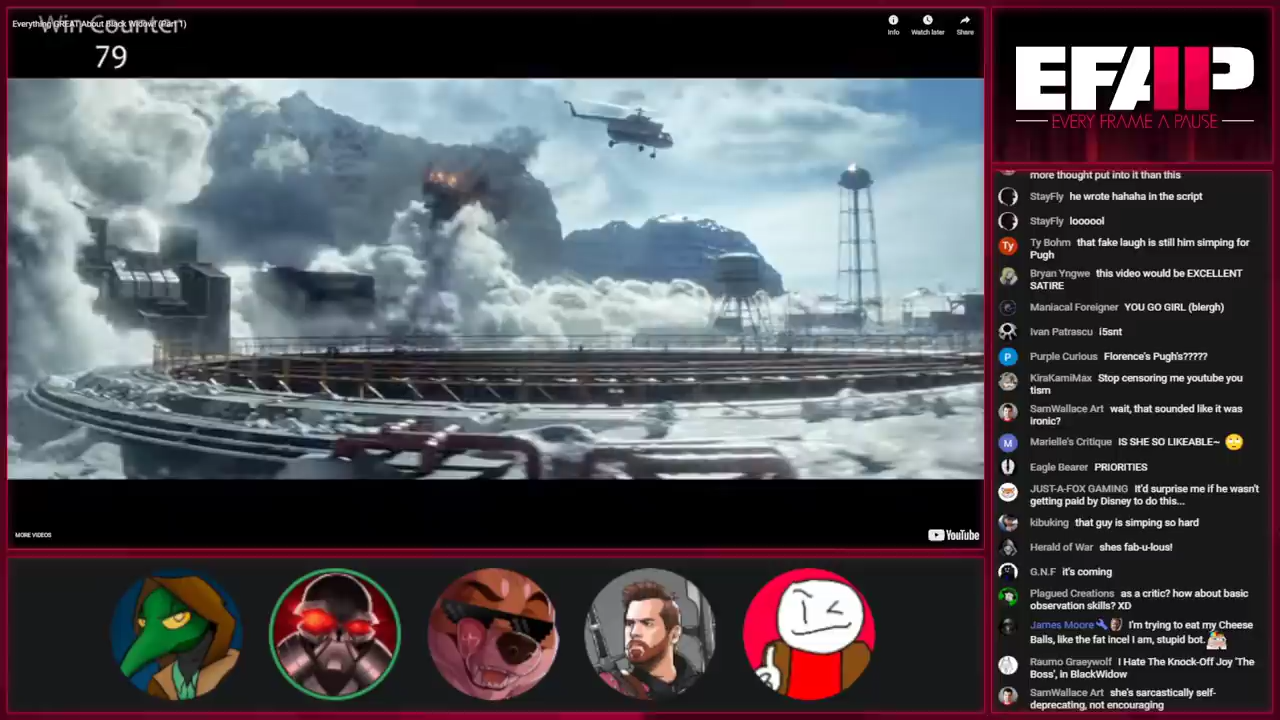 Everything GREAT About Black Widow! (Part 1)
Win Counter
79
Info
Watch later
Share
MORE VIDEOS
YouTube
EFAP
EVERY FRAME A PAUSE
more thought put into it than this
StayFly he wrote hahaha in the script
StayFly loooool
Ty
Ty Bohm that fake laugh is still him simping for
Pugh
Bryan Yngwe this video would be EXCELLENT
SATIRE
Maniacal Foreigner YOU GO GIRL (blergh)
Ivan Patrascu i5snt
P
Purple Curious Florence's Pugh's?????
KiraKamiMax Stop censoring me youtube you
tism
SamWallace Art wait, that sounded like it was
ironic?
M
Marielle's Critique IS SHE SO LIKEABLE~
Eagle Bearer PRIORITIES
JUST-A-FOX GAMING It'd surprise me if he wasn't
getting paid by Disney to do this...
kibuking that guy is simping so hard
Herald of War shes fab-u-lous!
G.N.F it's coming
Plagued Creations as a critic? how about basic
observation skills? XD
James Moore I'm trying to eat my Cheese
Balls, like the fat incel I am, stupid bot.
Raumo Graeywolf I Hate The Knock-Off Joy 'The
Boss', in BlackWidow
SamWallace Art she's sarcastically self-
deprecating, not encouraging